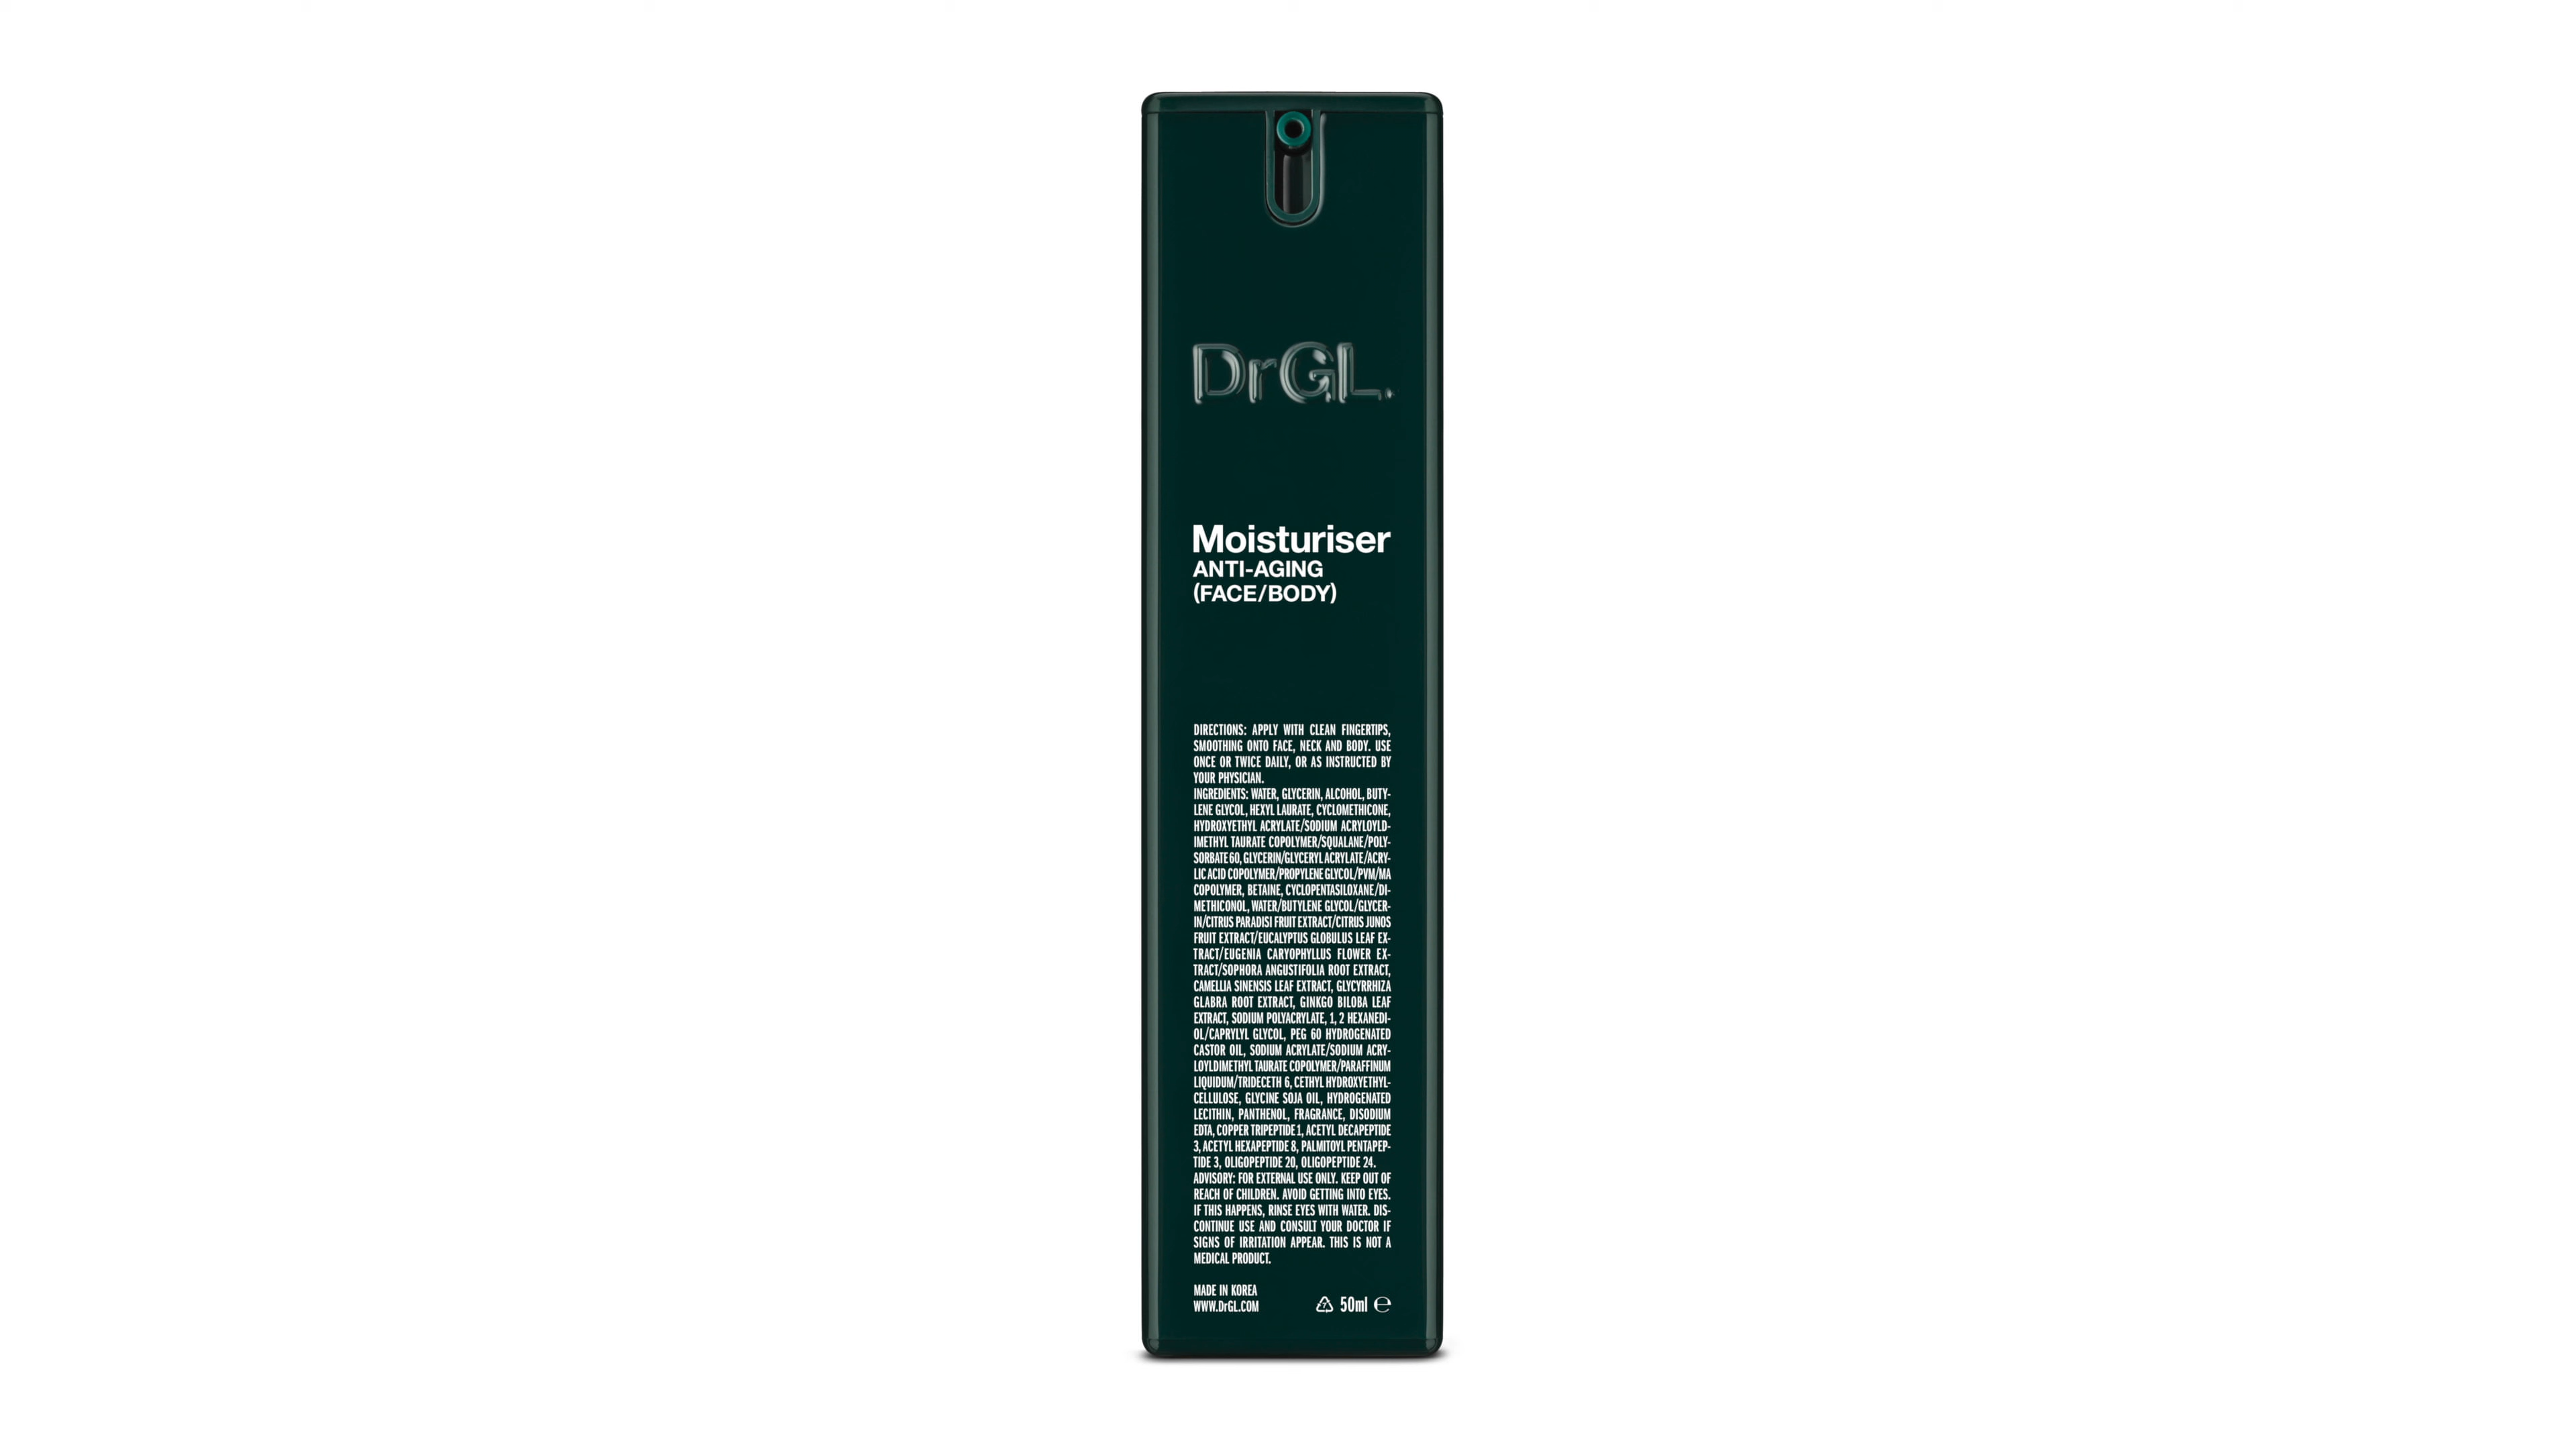 DrGL.
Moisturiser
ANTI-AGING
(FACE/BODY)
DIRECTIONS: APPLY WITH CLEAN FINGERTIPS,
SMOOTHING ONTO FACE, NECK AND BODY. USE
ONCE OR TWICE DAILY, OR AS INSTRUCTED BY
YOUR PHYSICIAN.
INGREDIENTS: WATER, GLYCERIN, ALCOHOL, BUTY-
LENE GLYCOL, HEXYL LAURATE, CYCLOMETHICONE,
HYDROXYETHYL ACRYLATE/SODIUM ACRYLOYLD-
IMETHYL TAURATE COPOLYMER/SQUALANE/POLY-
SORBATE 60, GLYCERIN/GLYCERYL ACRYLATE/ACRY-
LIC ACID COPOLYMER/PROPYLENE GLYCOL/PVM/MA
COPOLYMER, BETAINE, CYCLOPENTASILOXANE/DI-
METHICONOL, WATER/BUTYLENE GLYCOL/GLYCER-
IN/CITRUS PARADISI FRUIT EXTRACT/CITRUS JUNOS
FRUIT EXTRACT/EUCALYPTUS GLOBULUS LEAF EX-
TRACT/EUGENIA CARYOPHYLLUS FLOWER EX-
TRACT/SOPHORA ANGUSTIFOLIA ROOT EXTRACT,
CAMELLIA SINENSIS LEAF EXTRACT, GLYCYRRHIZA
GLABRA ROOT EXTRACT, GINKGO BILOBA LEAF
EXTRACT, SODIUM POLYACRYLATE, 1, 2 HEXANEDI-
OL/CAPRYLYL GLYCOL, PEG 60 HYDROGENATED
CASTOR OIL, SODIUM ACRYLATE/SODIUM ACRY-
LOYLDIMETHYL TAURATE COPOLYMER/PARAFFINUM
LIQUIDUM/TRIDECETH 6, CETHYL HYDROXYETHYL-
CELLULOSE, GLYCINE SOJA OIL, HYDROGENATED
LECITHIN, PANTHENOL, FRAGRANCE, DISODIUM
EDTA, COPPER TRIPEPTIDE 1, ACETYL DECAPEPTIDE
3, ACETYL HEXAPEPTIDE 8, PALMITOYL PENTAPEP-
TIDE 3, OLIGOPEPTIDE 20, OLIGOPEPTIDE 24.
ADVISORY: FOR EXTERNAL USE ONLY. KEEP OUT OF
REACH OF CHILDREN. AVOID GETTING INTO EYES.
IF THIS HAPPENS, RINSE EYES WITH WATER. DIS-
CONTINUE USE AND CONSULT YOUR DOCTOR IF
SIGNS OF IRRITATION APPEAR. THIS IS NOT A
MEDICAL PRODUCT.
MADE IN KOREA
WWW.DrGL.COM 7 50ml ℮